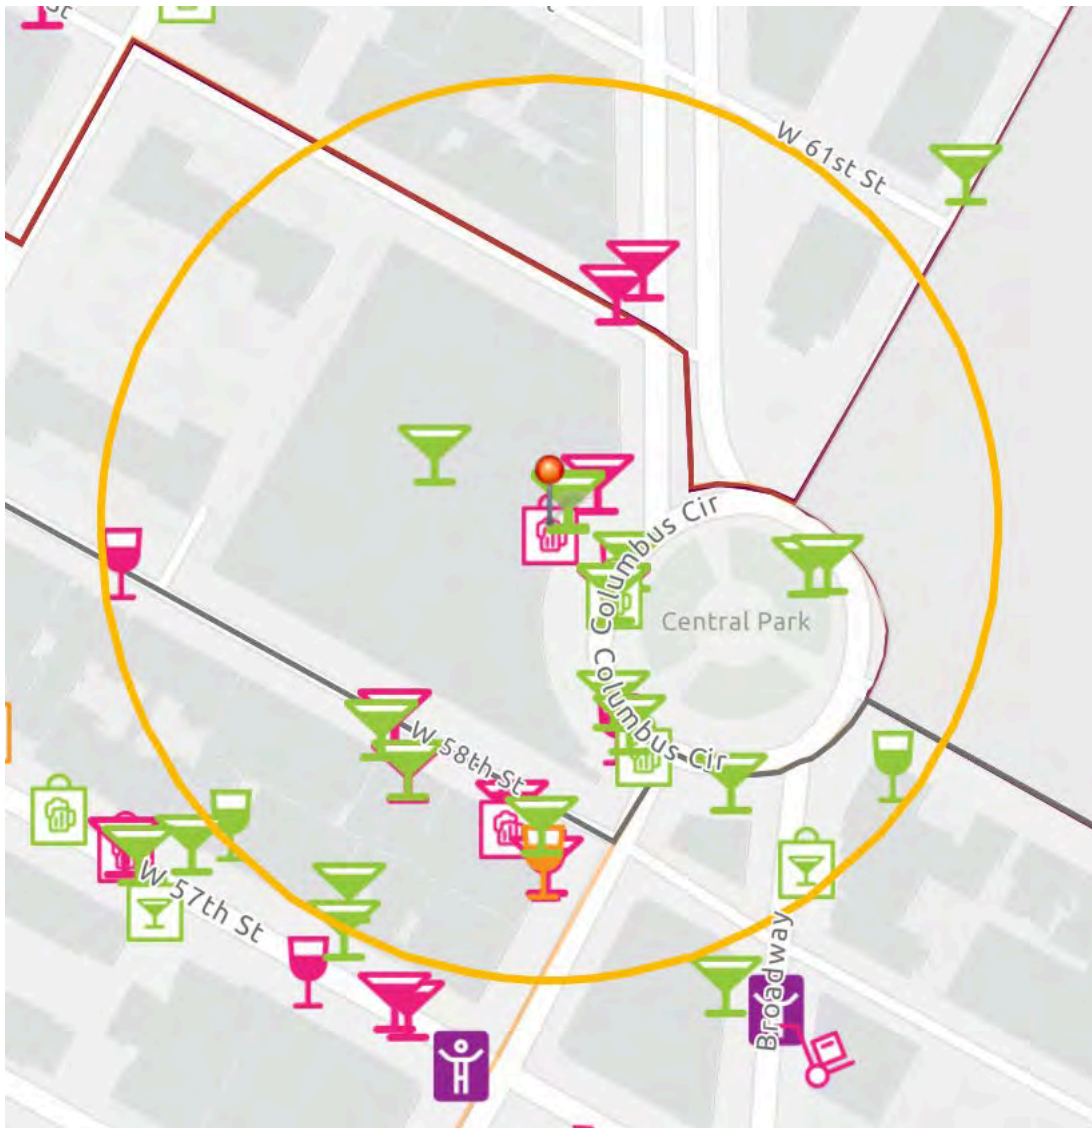 W 61st St
Columbus Cir
Central Park
Columbus Cir
W 58th St
W 57th St
Broadway